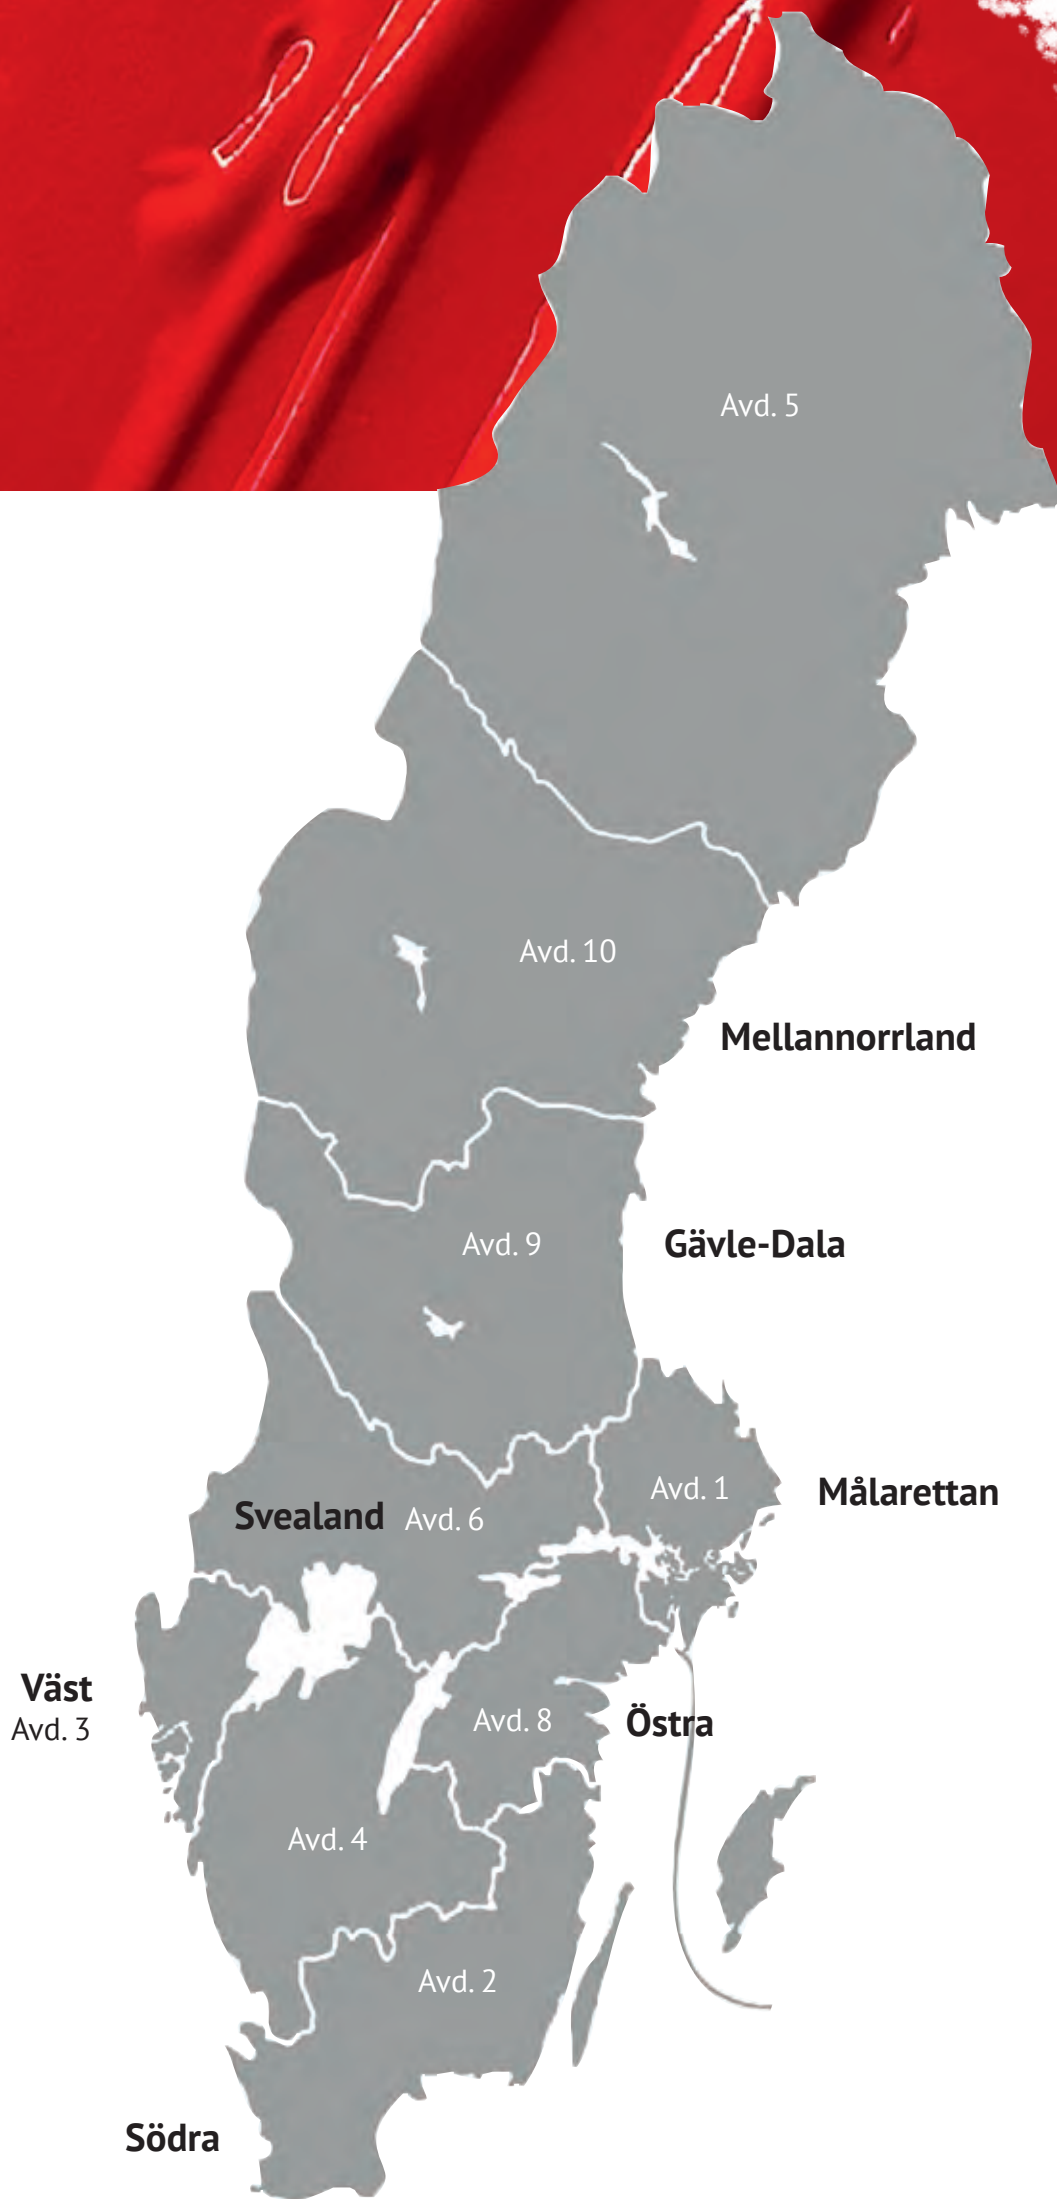 Avd. 5
Avd. 10
Mellannorrland
Avd. 9
Gävle-Dala
Avd. 1
Målarettan
Svealand
Avd. 6
Väst
Avd. 3
Avd. 8
Östra
Avd. 4
Avd. 2
Södra